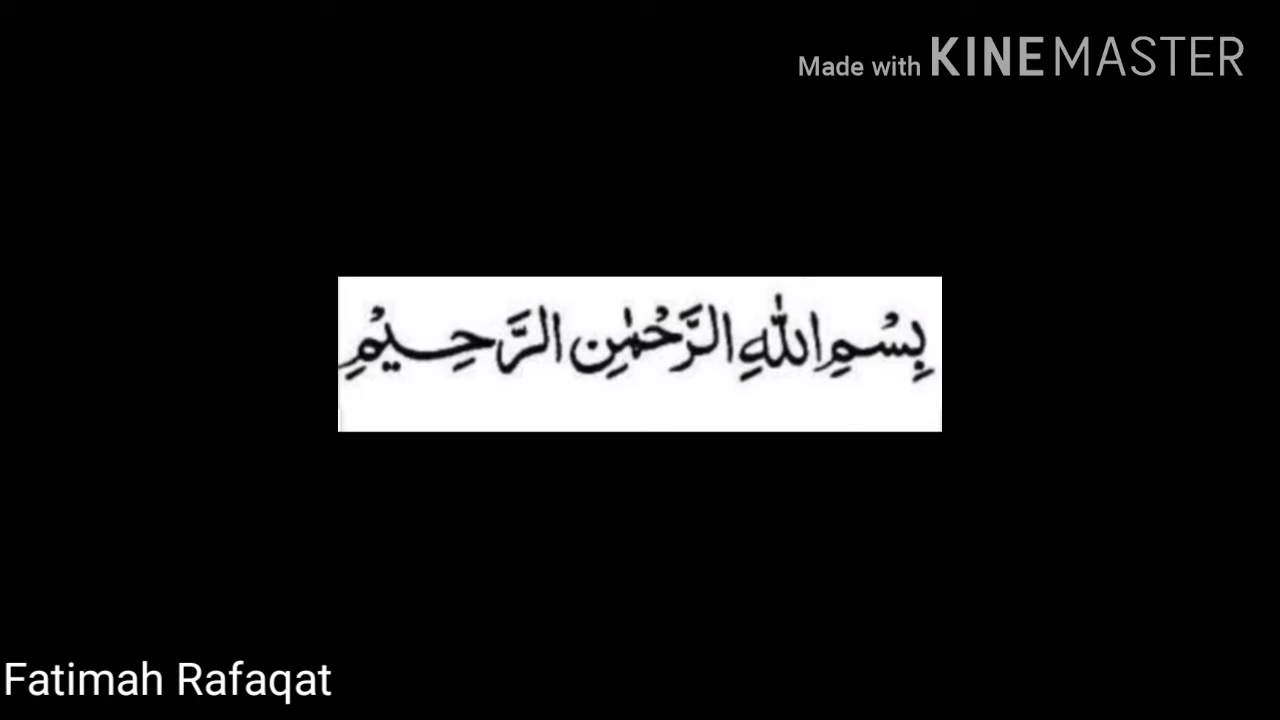 Made with KINEMASTER
بِسْمِ اللّٰهِ الرَّحْمٰنِ الرَّحِيْمِ
Fatimah Rafaqat